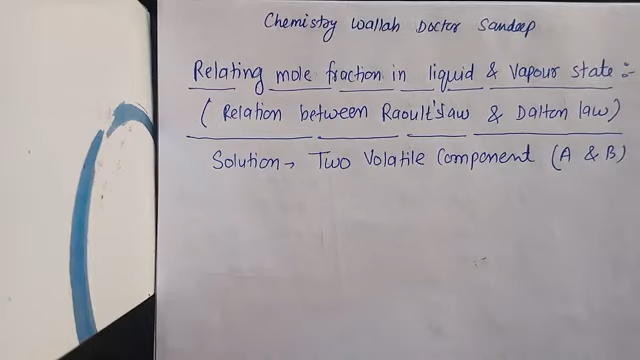 Chemistry Wallah Doctor Sandeep
Relating mole fraction in liquid & Vapour state :-
( Relation between Raoult's law & Dalton law )
Solution → Two Volatile Component (A & B)